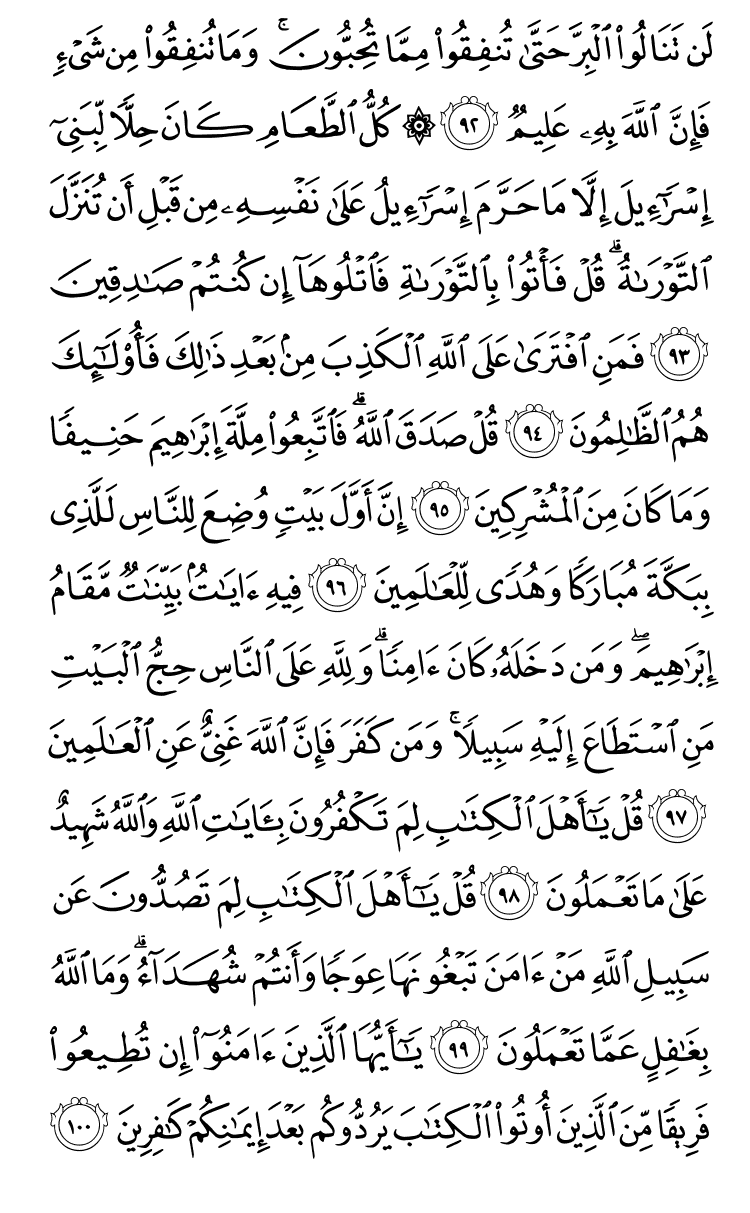 لَن تَنَالُوا۟ ٱلْبِرَّ حَتَّىٰ تُنفِقُوا۟ مِمَّا تُحِبُّونَ ۚ وَمَا تُنفِقُوا۟ مِن شَىْءٍ
فَإِنَّ ٱللَّهَ بِهِۦ عَلِيمٌ ٩٢ ۞ كُلُّ ٱلطَّعَامِ كَانَ حِلًّا لِّبَنِىٓ
إِسْرَٰٓءِيلَ إِلَّا مَا حَرَّمَ إِسْرَٰٓءِيلُ عَلَىٰ نَفْسِهِۦ مِن قَبْلِ أَن تُنَزَّلَ
ٱلتَّوْرَىٰةُ ۗ قُلْ فَأْتُوا۟ بِٱلتَّوْرَىٰةِ فَٱتْلُوهَآ إِن كُنتُمْ صَـٰدِقِينَ
٩٣ فَمَنِ ٱفْتَرَىٰ عَلَى ٱللَّهِ ٱلْكَذِبَ مِنۢ بَعْدِ ذَٰلِكَ فَأُو۟لَـٰٓئِكَ
هُمُ ٱلظَّـٰلِمُونَ ٩٤ قُلْ صَدَقَ ٱللَّهُ ۗ فَٱتَّبِعُوا۟ مِلَّةَ إِبْرَٰهِيمَ حَنِيفًا
وَمَا كَانَ مِنَ ٱلْمُشْرِكِينَ ٩٥ إِنَّ أَوَّلَ بَيْتٍ وُضِعَ لِلنَّاسِ لَلَّذِى
بِبَكَّةَ مُبَارَكًا وَهُدًى لِّلْعَـٰلَمِينَ ٩٦ فِيهِ ءَايَـٰتٌۢ بَيِّنَـٰتٌ مَّقَامُ
إِبْرَٰهِيمَ ۖ وَمَن دَخَلَهُۥ كَانَ ءَامِنًا ۗ وَلِلَّهِ عَلَى ٱلنَّاسِ حِجُّ ٱلْبَيْتِ
مَنِ ٱسْتَطَاعَ إِلَيْهِ سَبِيلًا ۚ وَمَن كَفَرَ فَإِنَّ ٱللَّهَ غَنِىٌّ عَنِ ٱلْعَـٰلَمِينَ
٩٧ قُلْ يَـٰٓأَهْلَ ٱلْكِتَـٰبِ لِمَ تَكْفُرُونَ بِـَٔايَـٰتِ ٱللَّهِ وَٱللَّهُ شَهِيدٌ
عَلَىٰ مَا تَعْمَلُونَ ٩٨ قُلْ يَـٰٓأَهْلَ ٱلْكِتَـٰبِ لِمَ تَصُدُّونَ عَن
سَبِيلِ ٱللَّهِ مَنْ ءَامَنَ تَبْغُونَهَا عِوَجًا وَأَنتُمْ شُهَدَآءُ ۗ وَمَا ٱللَّهُ
بِغَـٰفِلٍ عَمَّا تَعْمَلُونَ ٩٩ يَـٰٓأَيُّهَا ٱلَّذِينَ ءَامَنُوٓا۟ إِن تُطِيعُوا۟
فَرِيقًا مِّنَ ٱلَّذِينَ أُوتُوا۟ ٱلْكِتَـٰبَ يَرُدُّوكُم بَعْدَ إِيمَـٰنِكُمْ كَـٰفِرِينَ ١٠٠